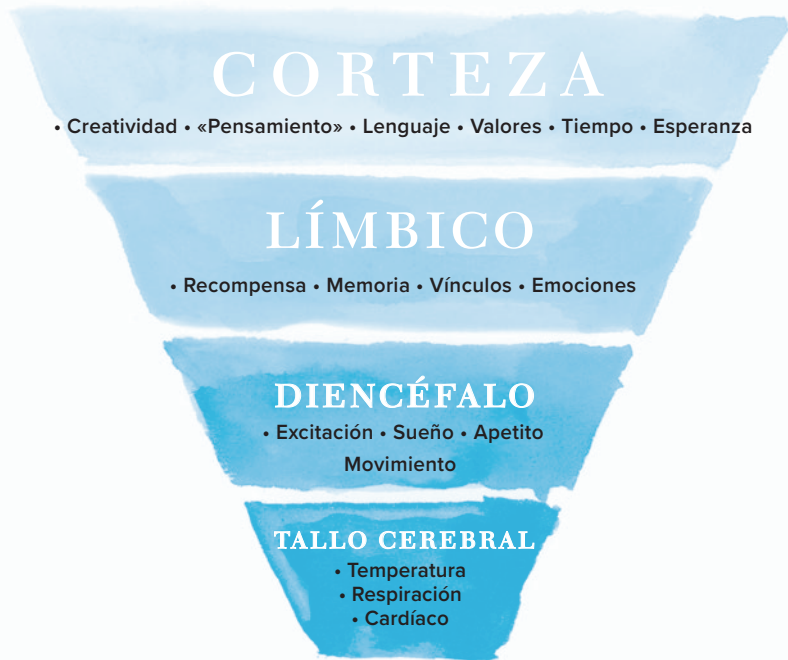 CORTEZA
• Creatividad • «Pensamiento» • Lenguaje • Valores • Tiempo • Esperanza
LÍMBICO
• Recompensa • Memoria • Vínculos • Emociones
DIENCÉFALO
• Excitación • Sueño • Apetito
Movimiento
TALLO CEREBRAL
• Temperatura
• Respiración
• Cardíaco